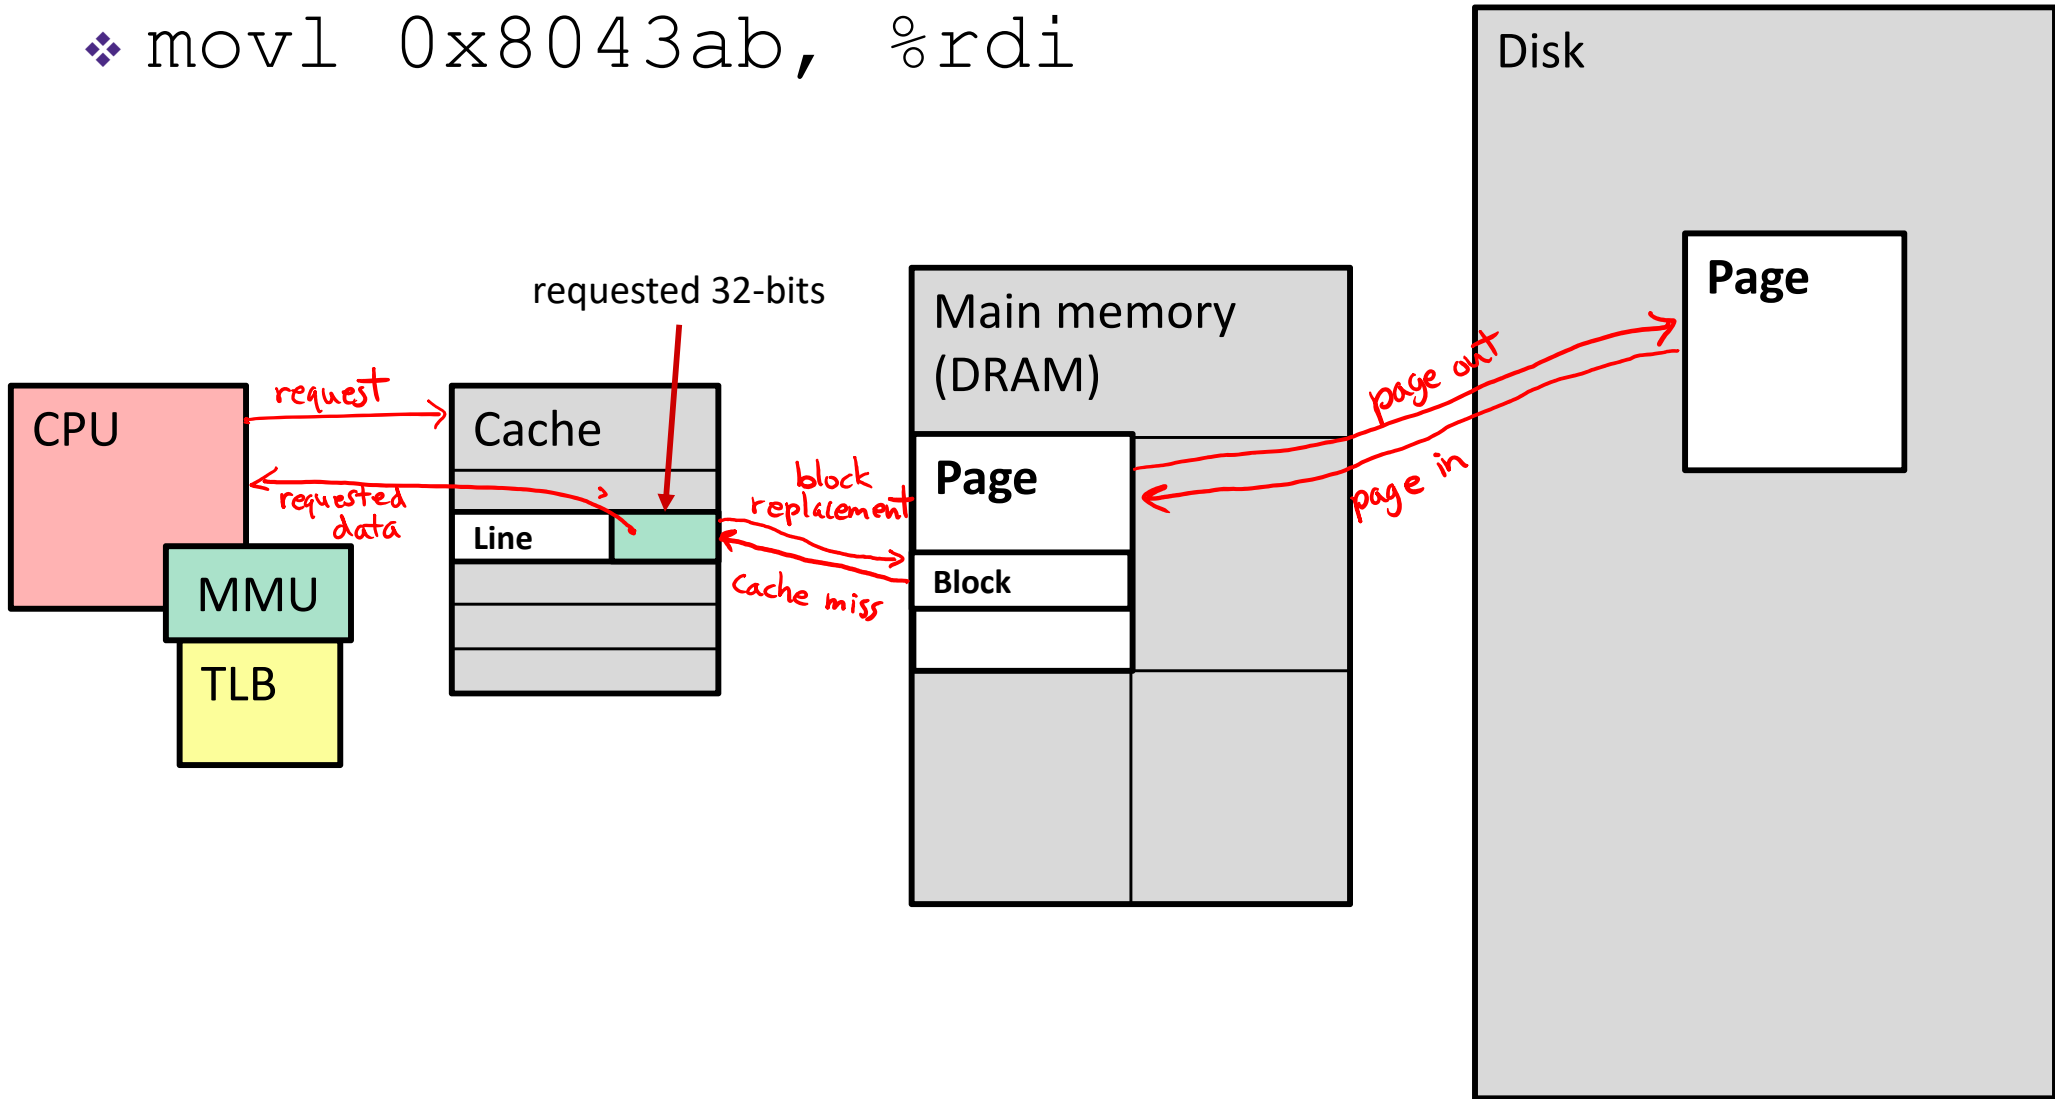 movl 0x8043ab, %rdi
Disk
Page
requested 32-bits
Main memory
(DRAM)
page out
page in
CPU
request
Cache
requested
data
block
replacement
Page
Line
Cache miss
Block
MMU
TLB